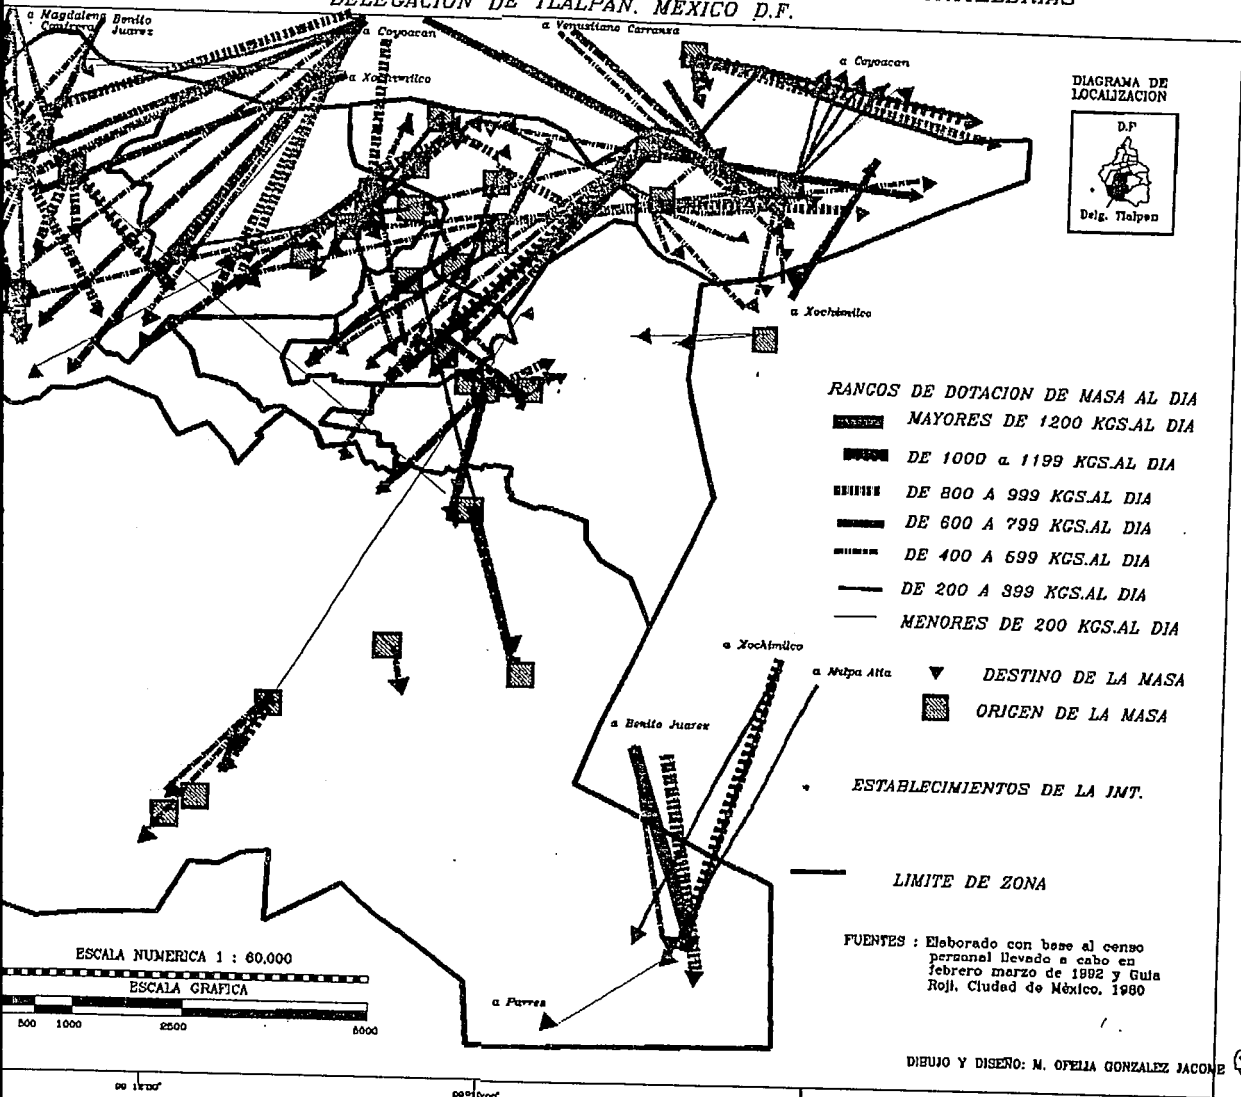 DELEGACION DE TLALPAN. MEXICO D.F.
a Magdalena
Contrera
Benito
Juarez
a Coyoacan
a Xochimilco
a Venustiano Carranza
a Coyoacan
a Xochimilco
DIAGRAMA DE
LOCALIZACION
D.F
Delg. Tlalpan
RANGOS DE DOTACION DE MASA AL DIA
MAYORES DE 1200 KGS.AL DIA
DE 1000 a 1199 KGS.AL DIA
DE 800 A 999 KGS.AL DIA
DE 600 A 799 KGS.AL DIA
DE 400 A 599 KGS.AL DIA
DE 200 A 399 KGS.AL DIA
MENORES DE 200 KGS.AL DIA
DESTINO DE LA MASA
ORIGEN DE LA MASA
a Xochimilco
a Milpa Alta
a Benito Juarez
a Parres
ESTABLECIMIENTOS DE LA IMT.
LIMITE DE ZONA
FUENTES : Elaborado con base al censo
personal llevado a cabo en
febrero marzo de 1992 y Guia
Roji. Ciudad de México. 1980
ESCALA NUMERICA 1 : 60,000
ESCALA GRAFICA
500 1000 2500 5000
DIBUJO Y DISEÑO: M. OFELIA GONZALEZ JACOME